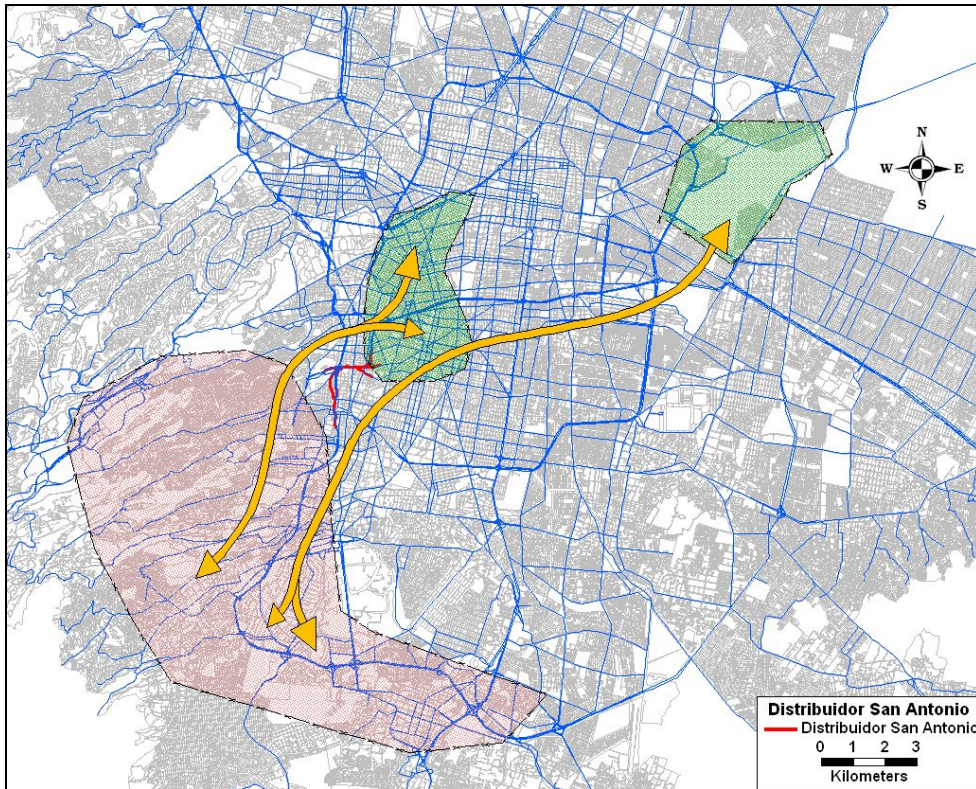 N
W E
S
Distribuidor San Antonio
Distribuidor San Antonio
0 1 2 3
Kilometers